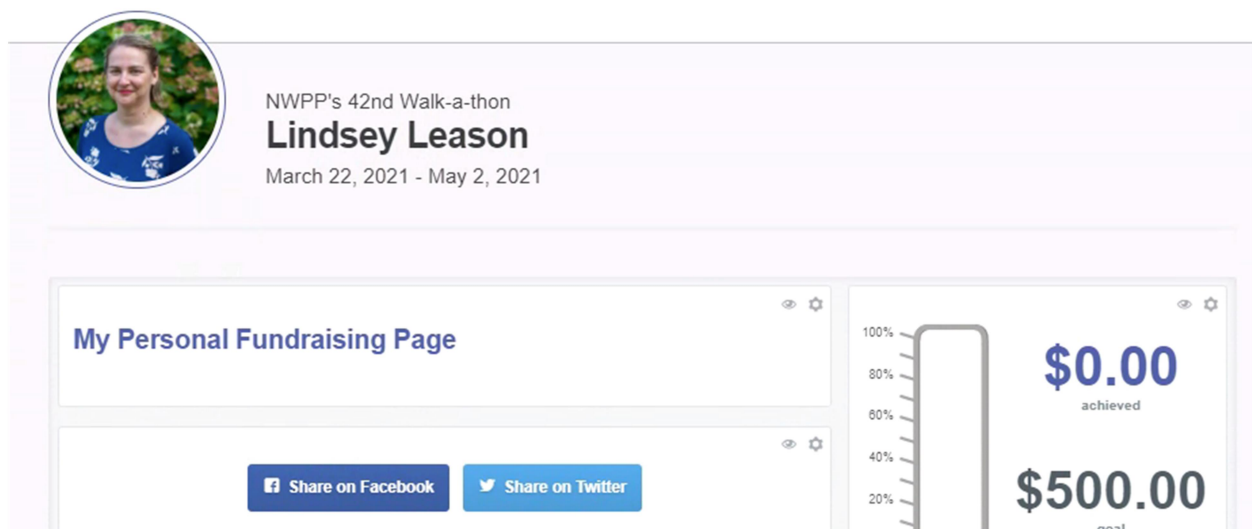 NWPP's 42nd Walk-a-thon
Lindsey Leason
March 22, 2021 - May 2, 2021
My Personal Fundraising Page
Share on Facebook
Share on Twitter
100%
80%
60%
40%
20%
$0.00
achieved
$500.00
goal